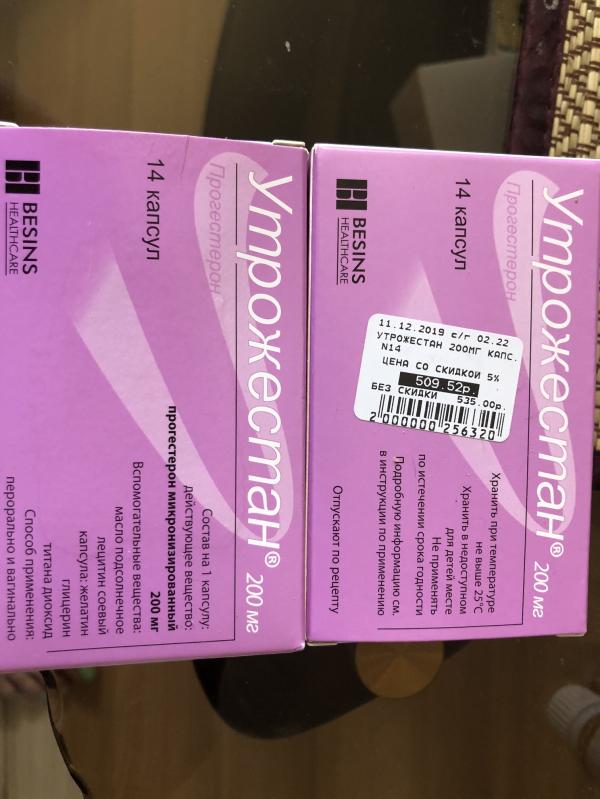 Утрожестан® 200 мг
Прогестерон
14 капсул
BESINS
HEALTHCARE
Состав на 1 капсулу:
действующее вещество:
прогестерон микронизированный
200 мг
Вспомогательные вещества:
масло подсолнечное
лецитин соевый
капсула: желатин
глицерин
титана диоксид
Способ применения:
перорально и вагинально
Утрожестан® 200 мг
Прогестерон
14 капсул
BESINS
HEALTHCARE
11.12.2019 с/г 02.22
УТРОЖЕСТАН 200МГ КАПС.
N14
ЦЕНА СО СКИДКОЙ 5%
509.52р.
БЕЗ СКИДКИ 535.00р.
2000000256320
Хранить при температуре
не выше 25°С
Хранить в недоступном
для детей месте
Не применять
по истечении срока годности
Подробную информацию см.
в инструкции по применению
Отпускают по рецепту